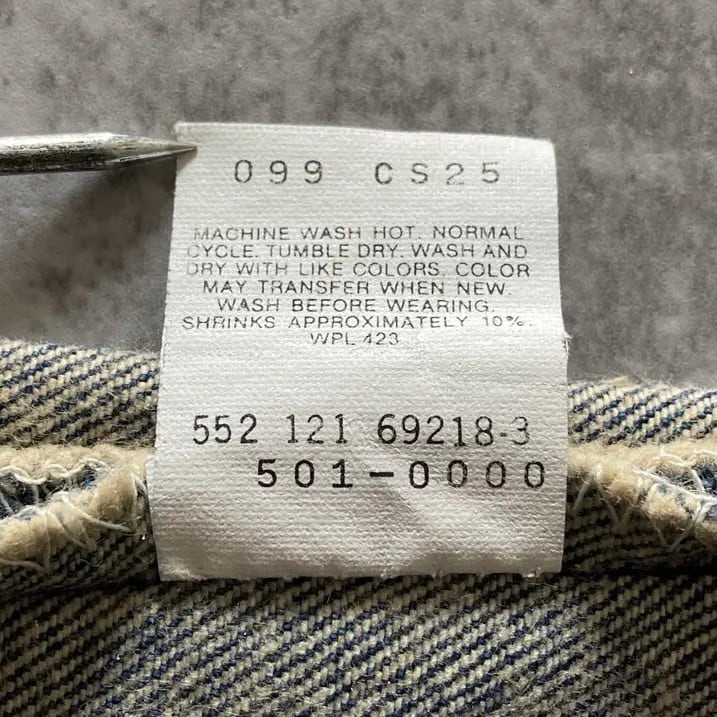 099 CS25
MACHINE WASH HOT. NORMAL
CYCLE. TUMBLE DRY. WASH AND
DRY WITH LIKE COLORS. COLOR
MAY TRANSFER WHEN NEW.
WASH BEFORE WEARING.
SHRINKS APPROXIMATELY 10%.
WPL 423
552 121 69218-3
501-0000